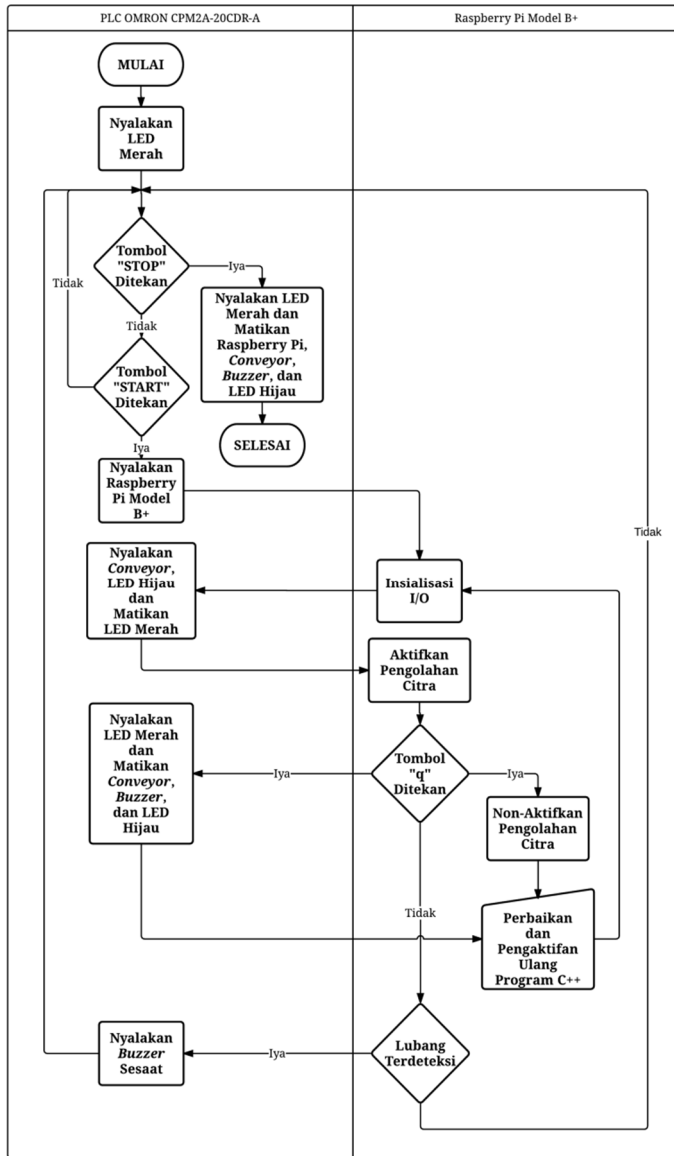 PLC OMRON CPM2A-20CDR-A
Raspberry Pi Model B+
MULAI
Nyalakan
LED
Merah
Tombol
"STOP"
Ditekan
Iya
Tidak
Tidak
Nyalakan LED
Merah dan
Matikan
Raspberry Pi,
Conveyor,
Buzzer, dan
LED Hijau
Tombol
"START"
Ditekan
SELESAI
Iya
Nyalakan
Raspberry
Pi Model
B+
Tidak
Nyalakan
Conveyor,
LED Hijau
dan
Matikan
LED Merah
Insialisasi
I/O
Aktifkan
Pengolahan
Citra
Nyalakan
LED Merah
dan
Matikan
Conveyor,
Buzzer,
dan LED
Hijau
Iya
Tombol
"q"
Ditekan
Iya
Non-Aktifkan
Pengolahan
Citra
Tidak
Perbaikan
dan
Pengaktifan
Ulang
Program C++
Nyalakan
Buzzer
Sesaat
Iya
Lubang
Terdeteksi